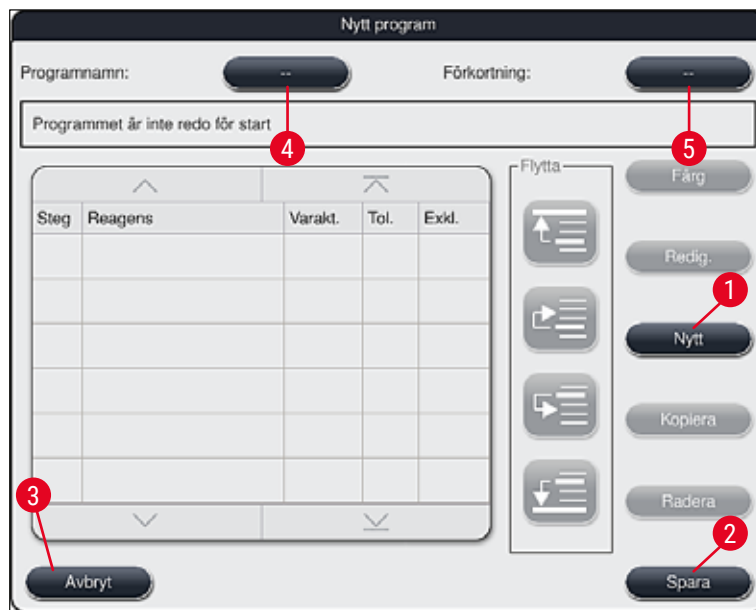 Nytt program
Programnamn: -- Förkortning: --
4 5
Programmet är inte redo för start
Flytta
Färg
Steg Reagens Varakt. Tol. Exkl.
Redig.
1
Nytt
Kopiera
3
Radera
2
Avbryt Spara